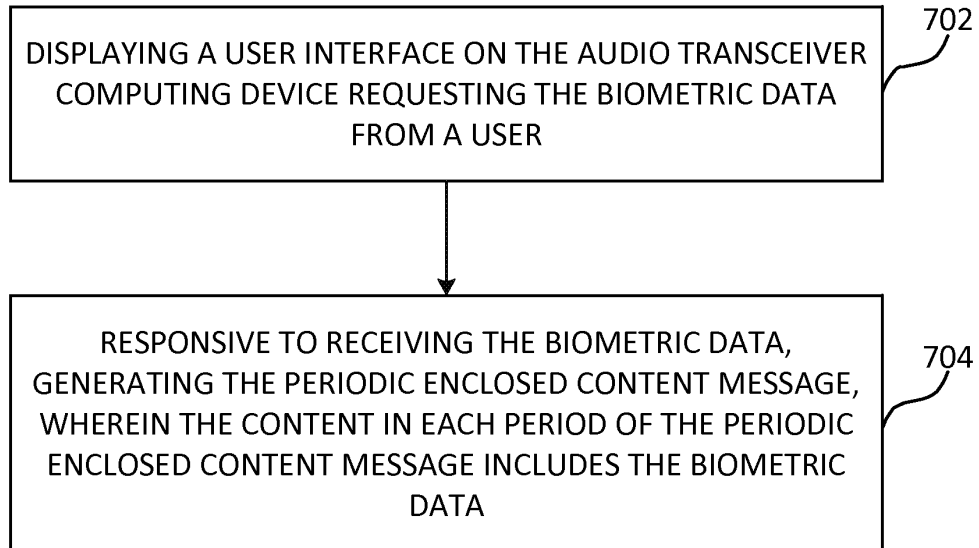 702
DISPLAYING A USER INTERFACE ON THE AUDIO TRANSCEIVER
COMPUTING DEVICE REQUESTING THE BIOMETRIC DATA
FROM A USER
704
RESPONSIVE TO RECEIVING THE BIOMETRIC DATA,
GENERATING THE PERIODIC ENCLOSED CONTENT MESSAGE,
WHEREIN THE CONTENT IN EACH PERIOD OF THE PERIODIC
ENCLOSED CONTENT MESSAGE INCLUDES THE BIOMETRIC
DATA